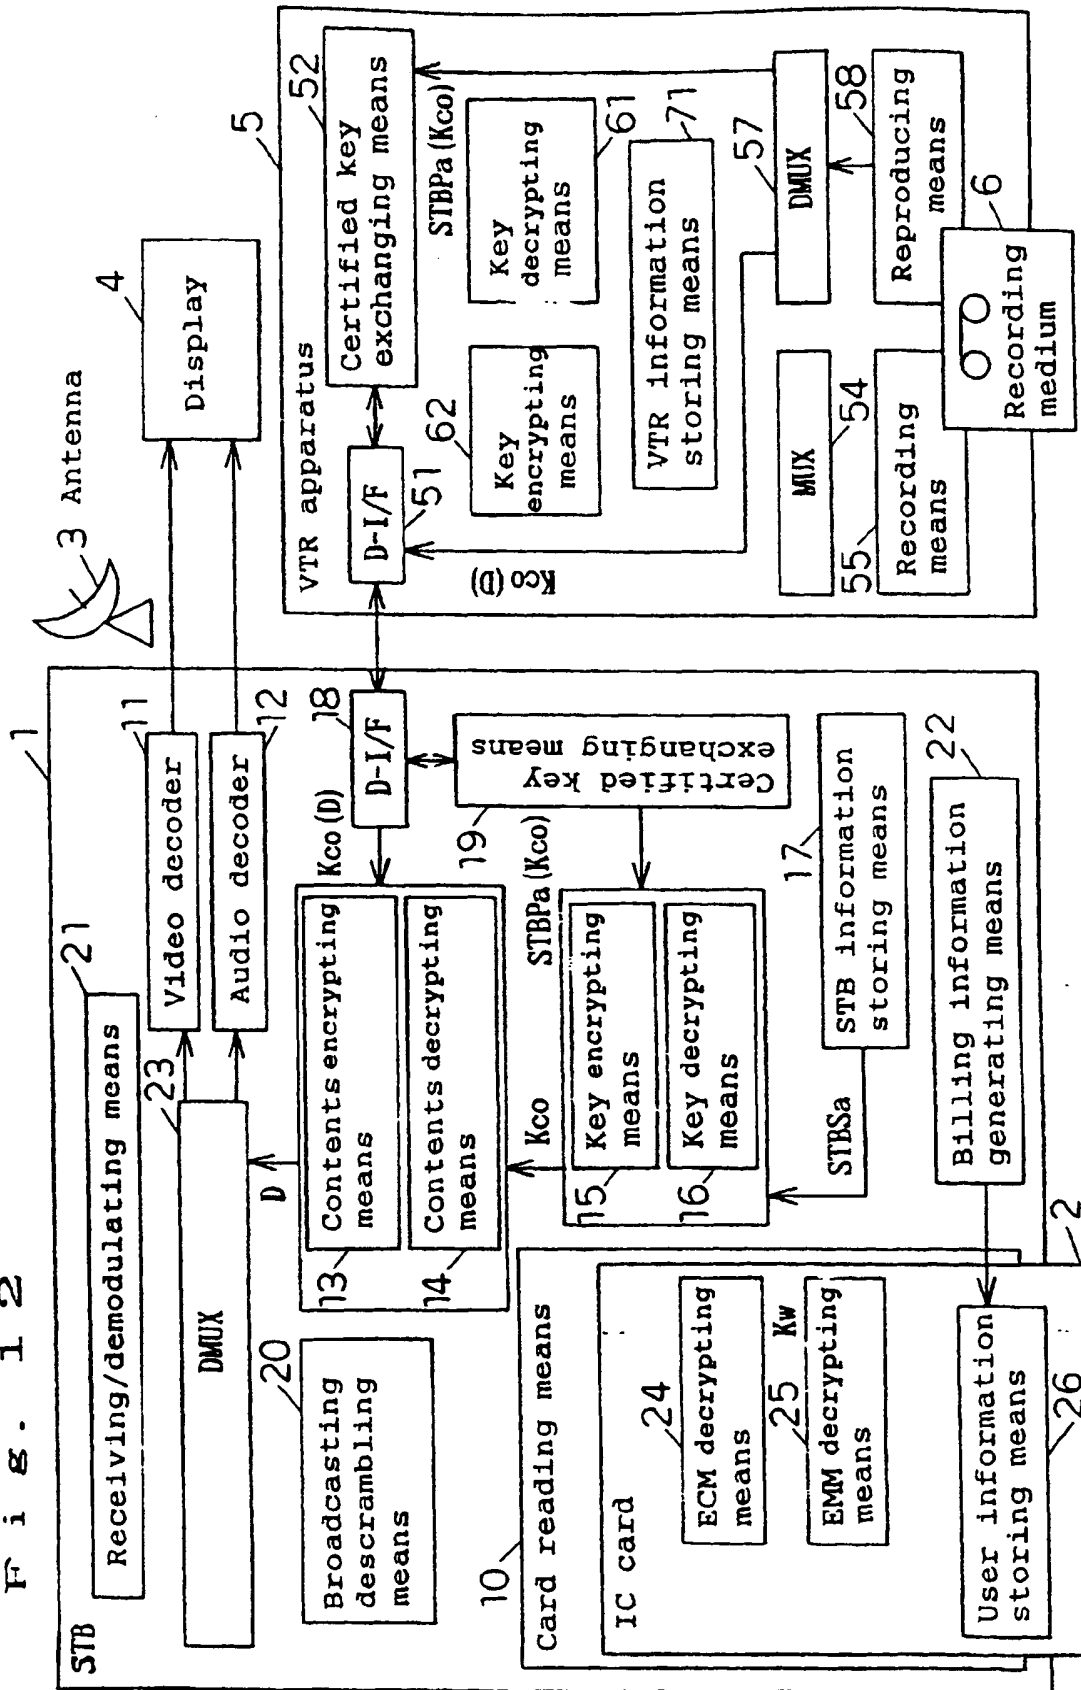 Fig. 12
1
STB
21
Receiving/demodulating means
23
DMUX
11
Video decoder
12
Audio decoder
3 Antenna
4
Display
20
Broadcasting
descrambling
means
D
13
Contents encrypting
means
14
Contents decrypting
means
Kco(D)
18
D-I/F
19
Certified key
exchanging means
STBPa(Kco)
Kco
15
Key encrypting
means
16
Key decrypting
means
STBSa
17
STB information
storing means
22
Billing information
generating means
10
Card reading means
2
IC card
24
ECM decrypting
means
25
Kw
EMM decrypting
means
26
User information
storing means
5
VTR apparatus
52
Certified key
exchanging means
D-I/F
51
STBPa(Kco)
62
Key
encrypting
means
61
Key
decrypting
means
71
VTR information
storing means
Kco(D)
54
MUX
57
DMUX
55
Recording
means
58
Reproducing
means
6
Recording
medium